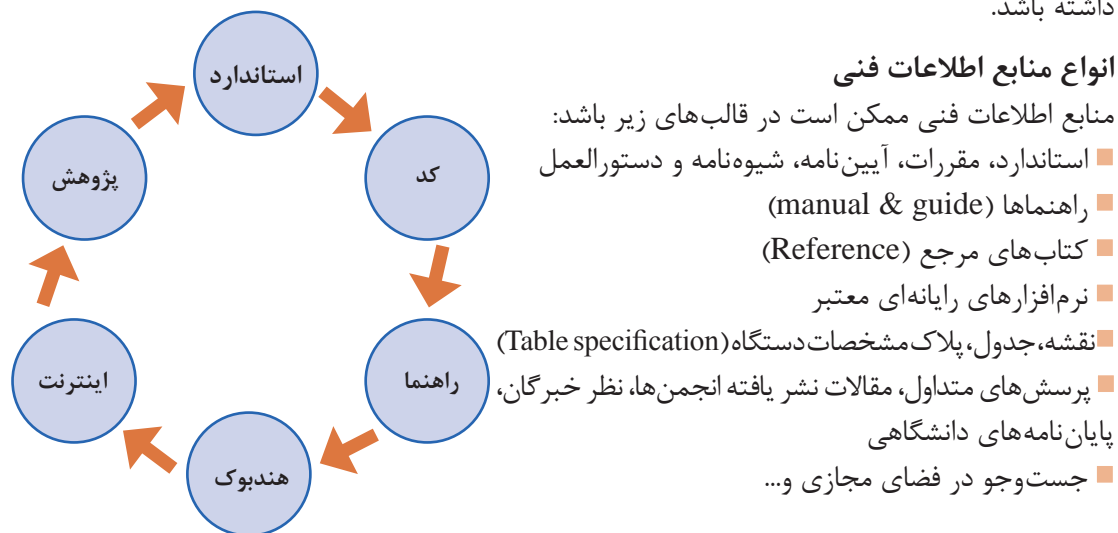 داشته باشد.
انواع منابع اطلاعات فنی
منابع اطلاعات فنی ممکن است در قالب‌های زیر باشد:
استاندارد، مقررات، آیین‌نامه، شیوه‌نامه و دستورالعمل
راهنماها (manual & guide)
کتاب‌های مرجع (Reference)
نرم‌افزارهای رایانه‌ای معتبر
نقشه، جدول، پلاک مشخصات دستگاه (Table specification)
پرسش‌های متداول، مقالات نشر یافته انجمن‌ها، نظر خبرگان،
پایان‌نامه‌های دانشگاهی
جست‌وجو در فضای مجازی و...
استاندارد
کد
راهنما
هندبوک
اینترنت
پژوهش